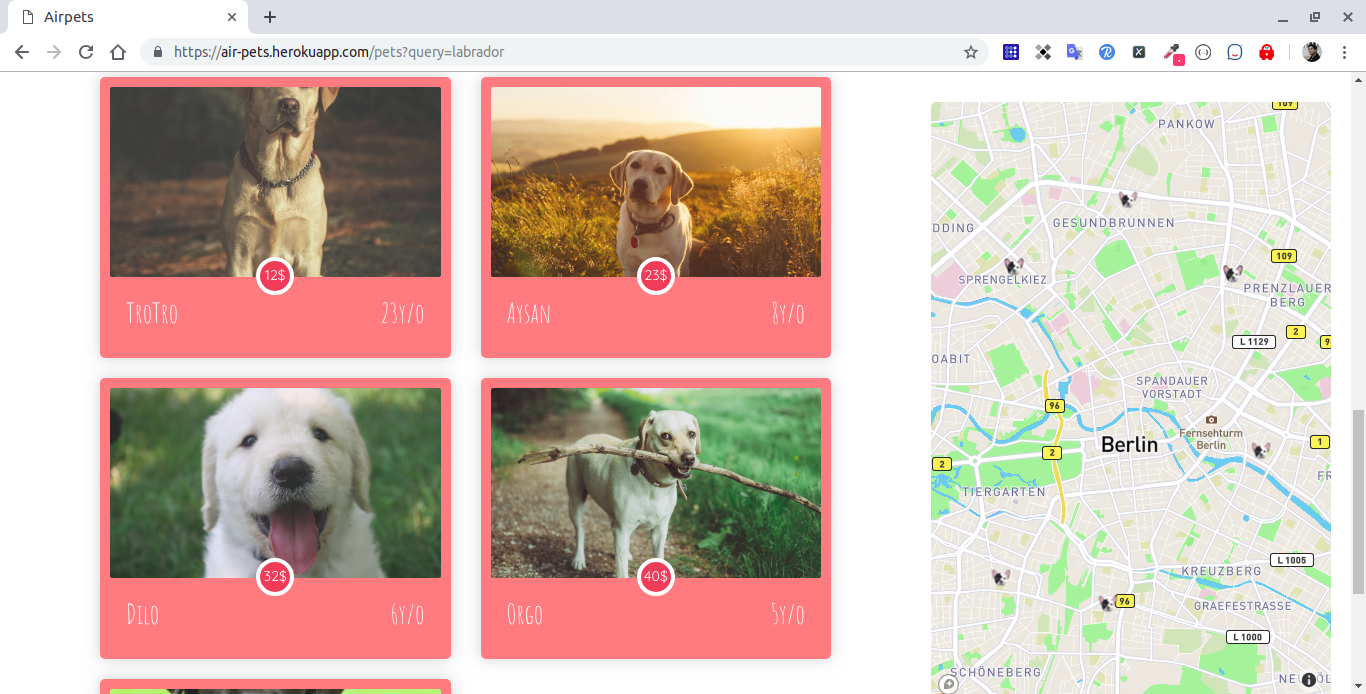 Airpets
https://air-pets.herokuapp.com/pets?query=labrador
12$
TroTro 23y/o
23$
Aysan 8y/o
32$
Dilo 6y/o
40$
Orgo 5y/o
109
PANKOW
GESUNDBRUNNEN
DDING
109
SPRENGELKIEZ
PRENZLAUER
BERG
2
L 1129
9
OABIT
SPANDAUER
VORSTADT
96
Fernsehturm
Berlin
Berlin
1
2
2
FR
TIERGARTEN
L 1005
KREUZBERG
96
GRAEFESTRASSE
L 1000
SCHÖNEBERG